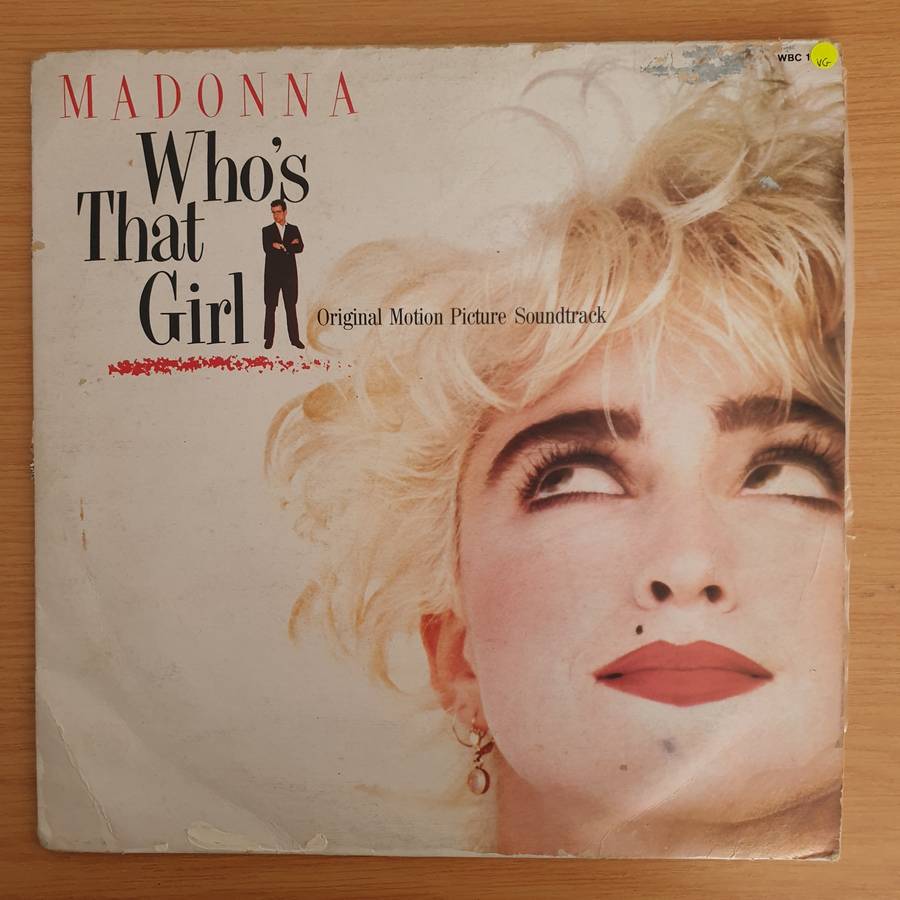 MADONNA
WBC 1
VG
Who's
That
Girl
Original Motion Picture Soundtrack